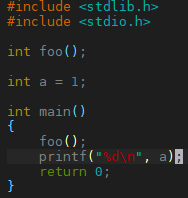 #include <stdlib.h>
#include <stdio.h>
int foo();
int a = 1;
int main()
{
    foo();
    printf("%d\n", a);
    return 0;
}